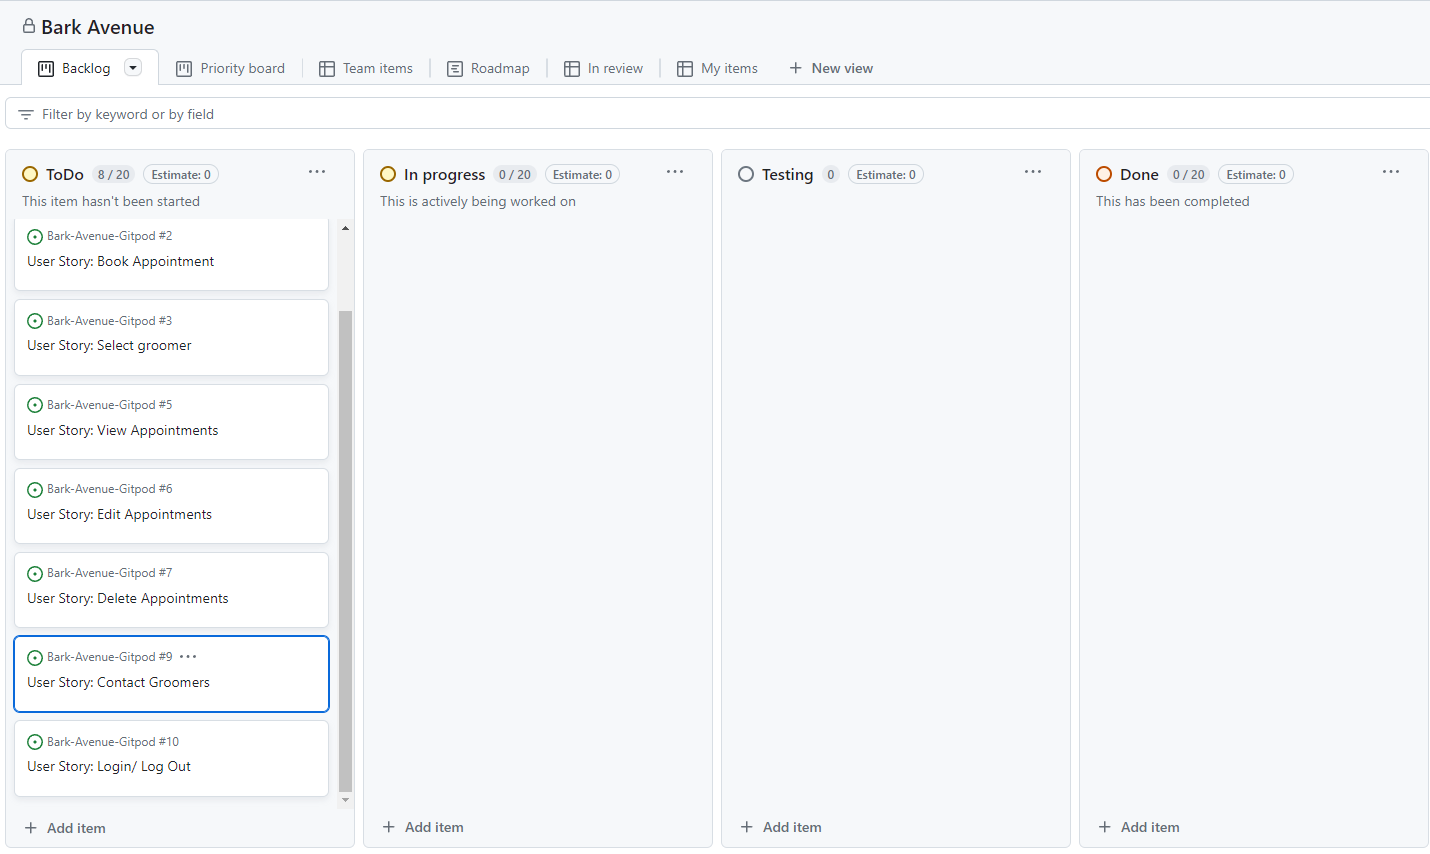 Bark Avenue
Backlog
Priority board
Team items
Roadmap
In review
My items
New view
Filter by keyword or by field
ToDo 8 / 20 Estimate: 0
This item hasn't been started
Bark-Avenue-Gitpod #2
User Story: Book Appointment
Bark-Avenue-Gitpod #3
User Story: Select groomer
Bark-Avenue-Gitpod #5
User Story: View Appointments
Bark-Avenue-Gitpod #6
User Story: Edit Appointments
Bark-Avenue-Gitpod #7
User Story: Delete Appointments
Bark-Avenue-Gitpod #9
User Story: Contact Groomers
Bark-Avenue-Gitpod #10
User Story: Login/ Log Out
Add item
In progress 0 / 20 Estimate: 0
This is actively being worked on
Add item
Testing 0 Estimate: 0
Add item
Done 0 / 20 Estimate: 0
This has been completed
Add item